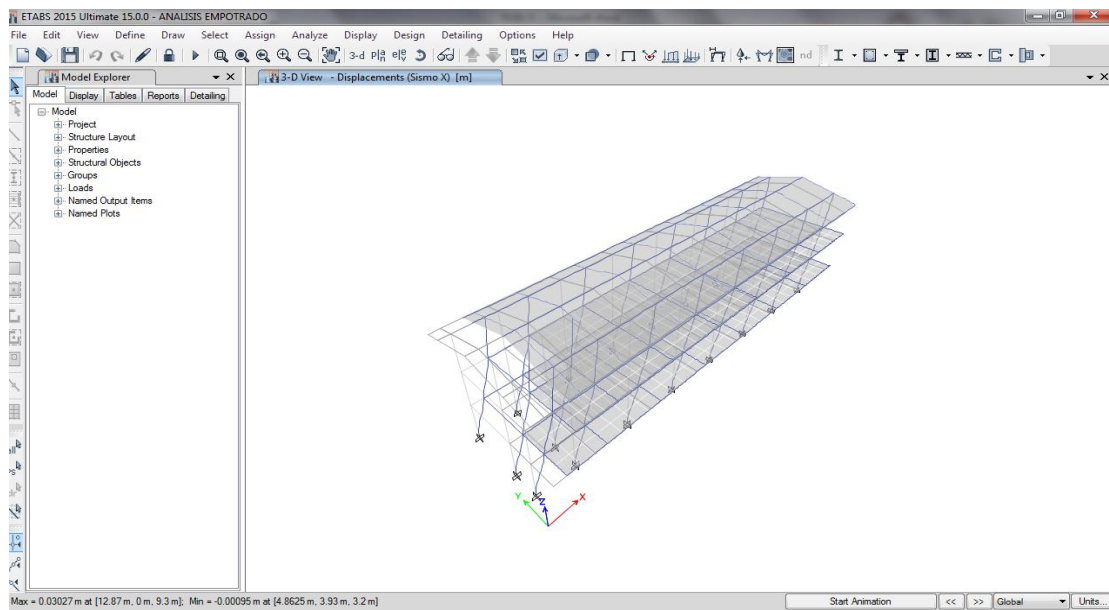 ETABS 2015 Ultimate 15.0.0 - ANALISIS EMPOTRADO
File Edit View Define Draw Select Assign Analyze Display Design Detailing Options Help
3-d
nd
Model Explorer
3-D View - Displacements (Sismo X) [m]
Model Display Tables Reports Detailing
Model
Project
Structure Layout
Properties
Structural Objects
Groups
Loads
Named Output Items
Named Plots
Y Z X
Max = 0.03027 m at [12.87 m, 0 m, 9.3 m]; Min = -0.00095 m at [4.8625 m, 3.93 m, 3.2 m]
Start Animation << >> Global Units...